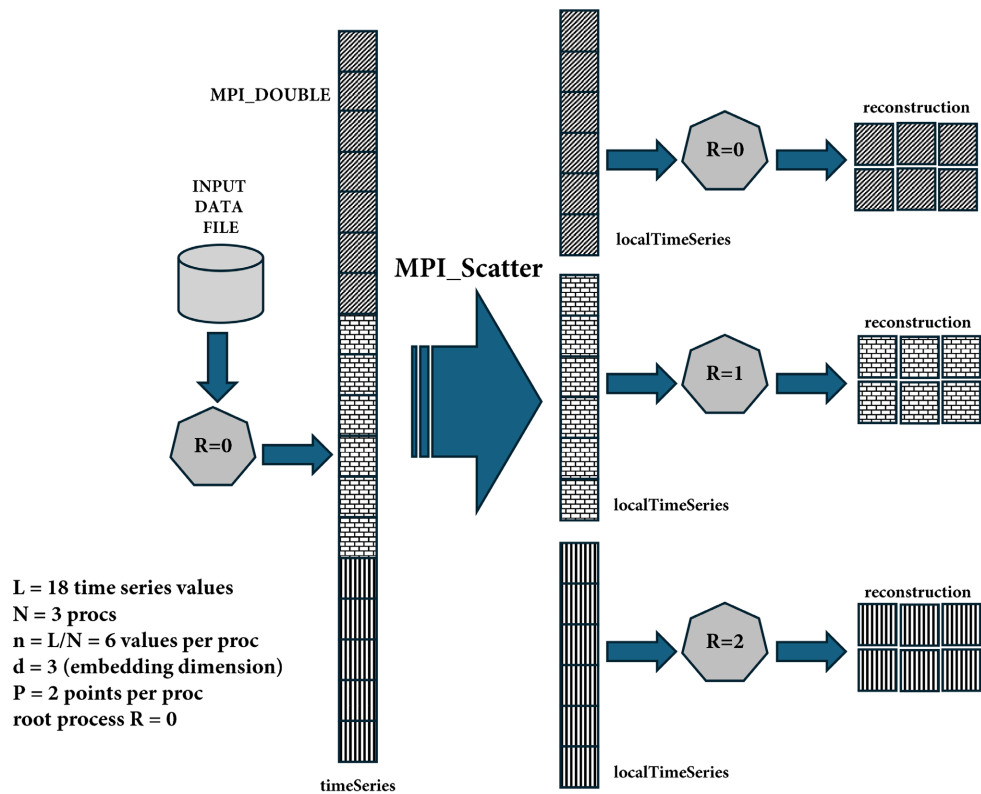 MPI_DOUBLE
INPUT
DATA
FILE
R=0
L = 18 time series values
N = 3 procs
n = L/N = 6 values per proc
d = 3 (embedding dimension)
P = 2 points per proc
root process R = 0
timeSeries
MPI_Scatter
R=0
reconstruction
localTimeSeries
R=1
reconstruction
localTimeSeries
R=2
reconstruction
localTimeSeries